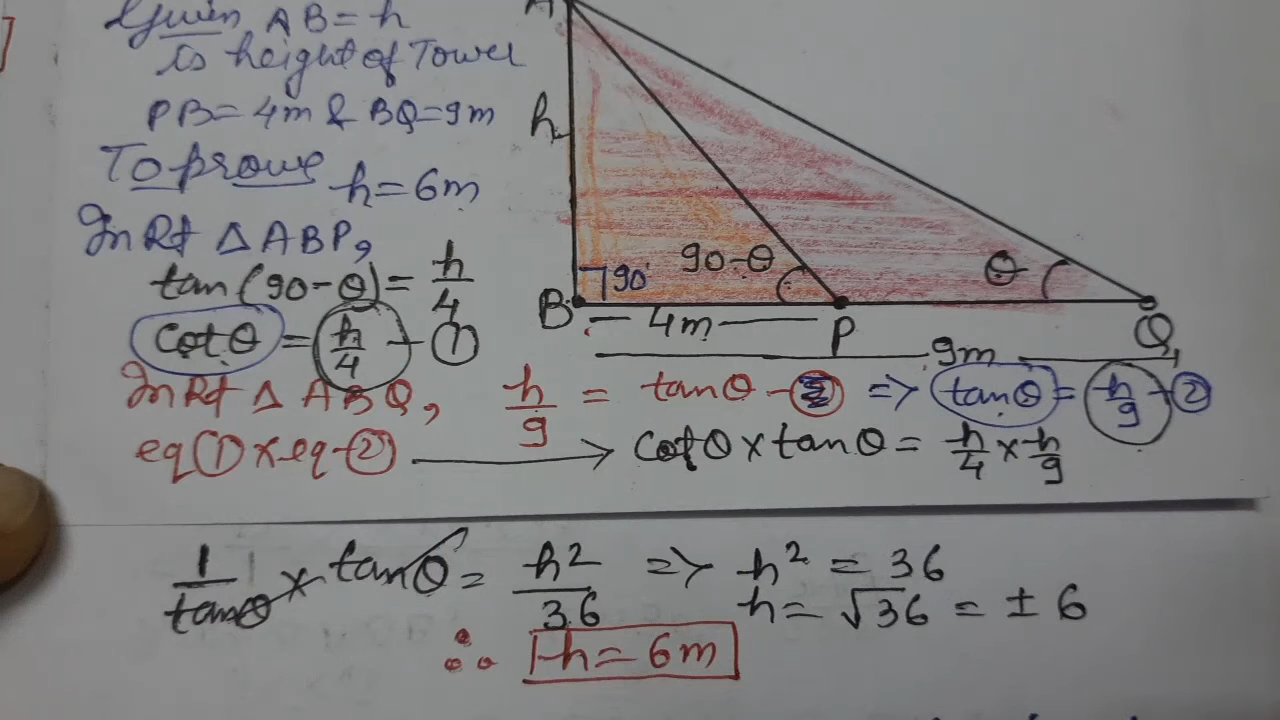 Given AB = h
is height of Tower
PB = 4m & BQ = 9m
To prove h = 6m
In Rt △ ABP,
tan(90-θ) = h/4
cotθ = h/4 - ①
A
h
90-θ
90°
θ
B
4m
P
Q
9m
In Rt △ ABQ, h/9 = tanθ - ② => tanθ = h/9 - ②
eq ① × eq - ② → cotθ × tanθ = h/4 × h/9
1/tanθ × tanθ = h²/36 => h² = 36
h = √36 = ± 6
∴ h = 6m